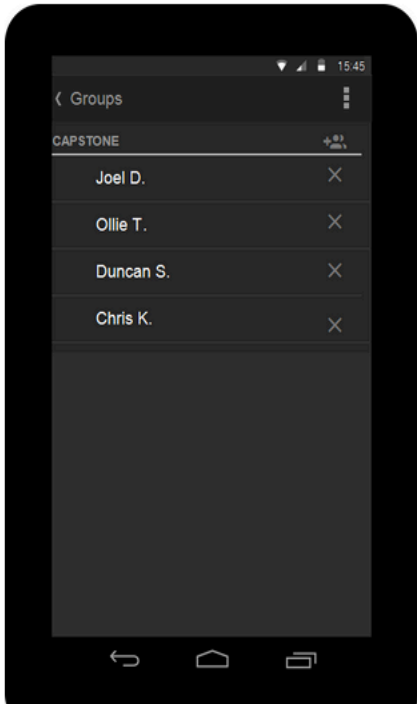 15:45
Groups
CAPSTONE
Joel D.
Ollie T.
Duncan S.
Chris K.